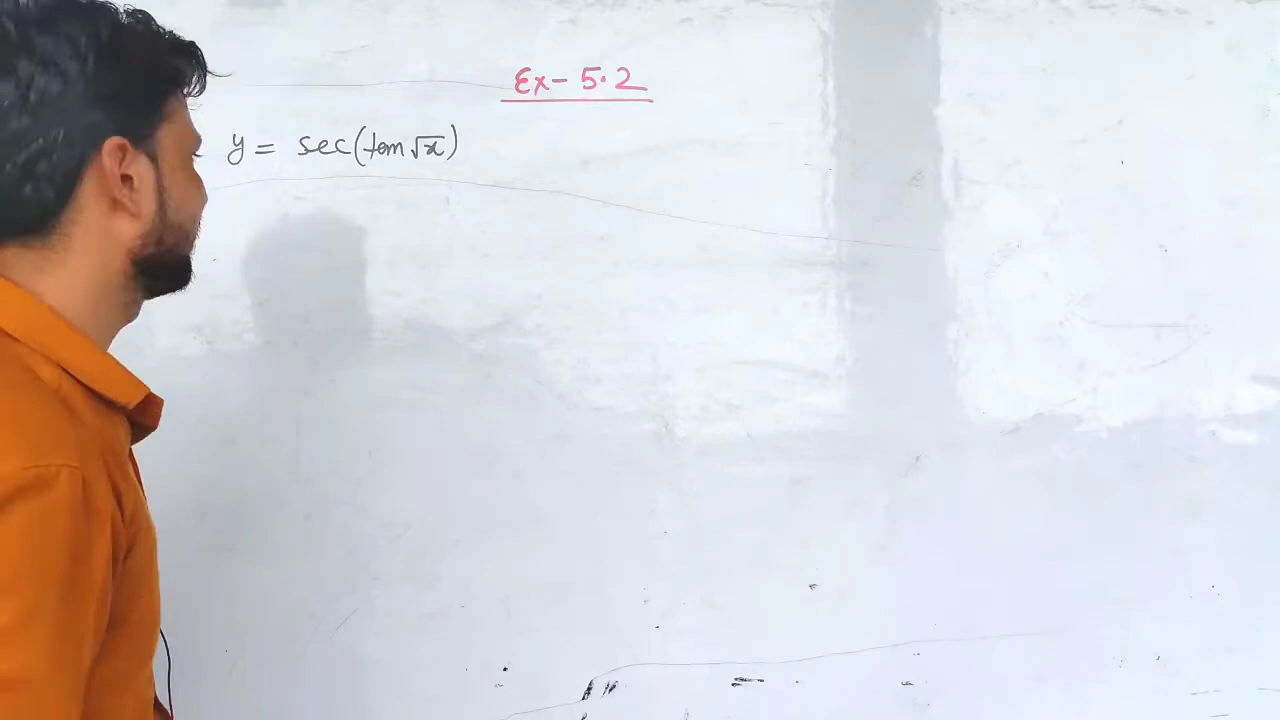 Ex- 5.2
y = sec(tan √x)